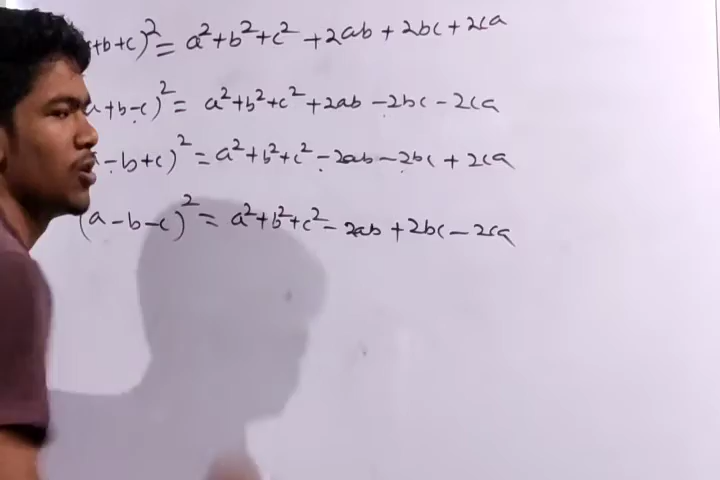 +b+c)² = a²+b²+c² +2ab +2bc +2ca
a+b-c)² = a²+b²+c² +2ab -2bc -2ca
-b+c)² = a²+b²+c² -2ab -2bc +2ca
(a-b-c)² = a²+b²+c² -2ab +2bc -2ca